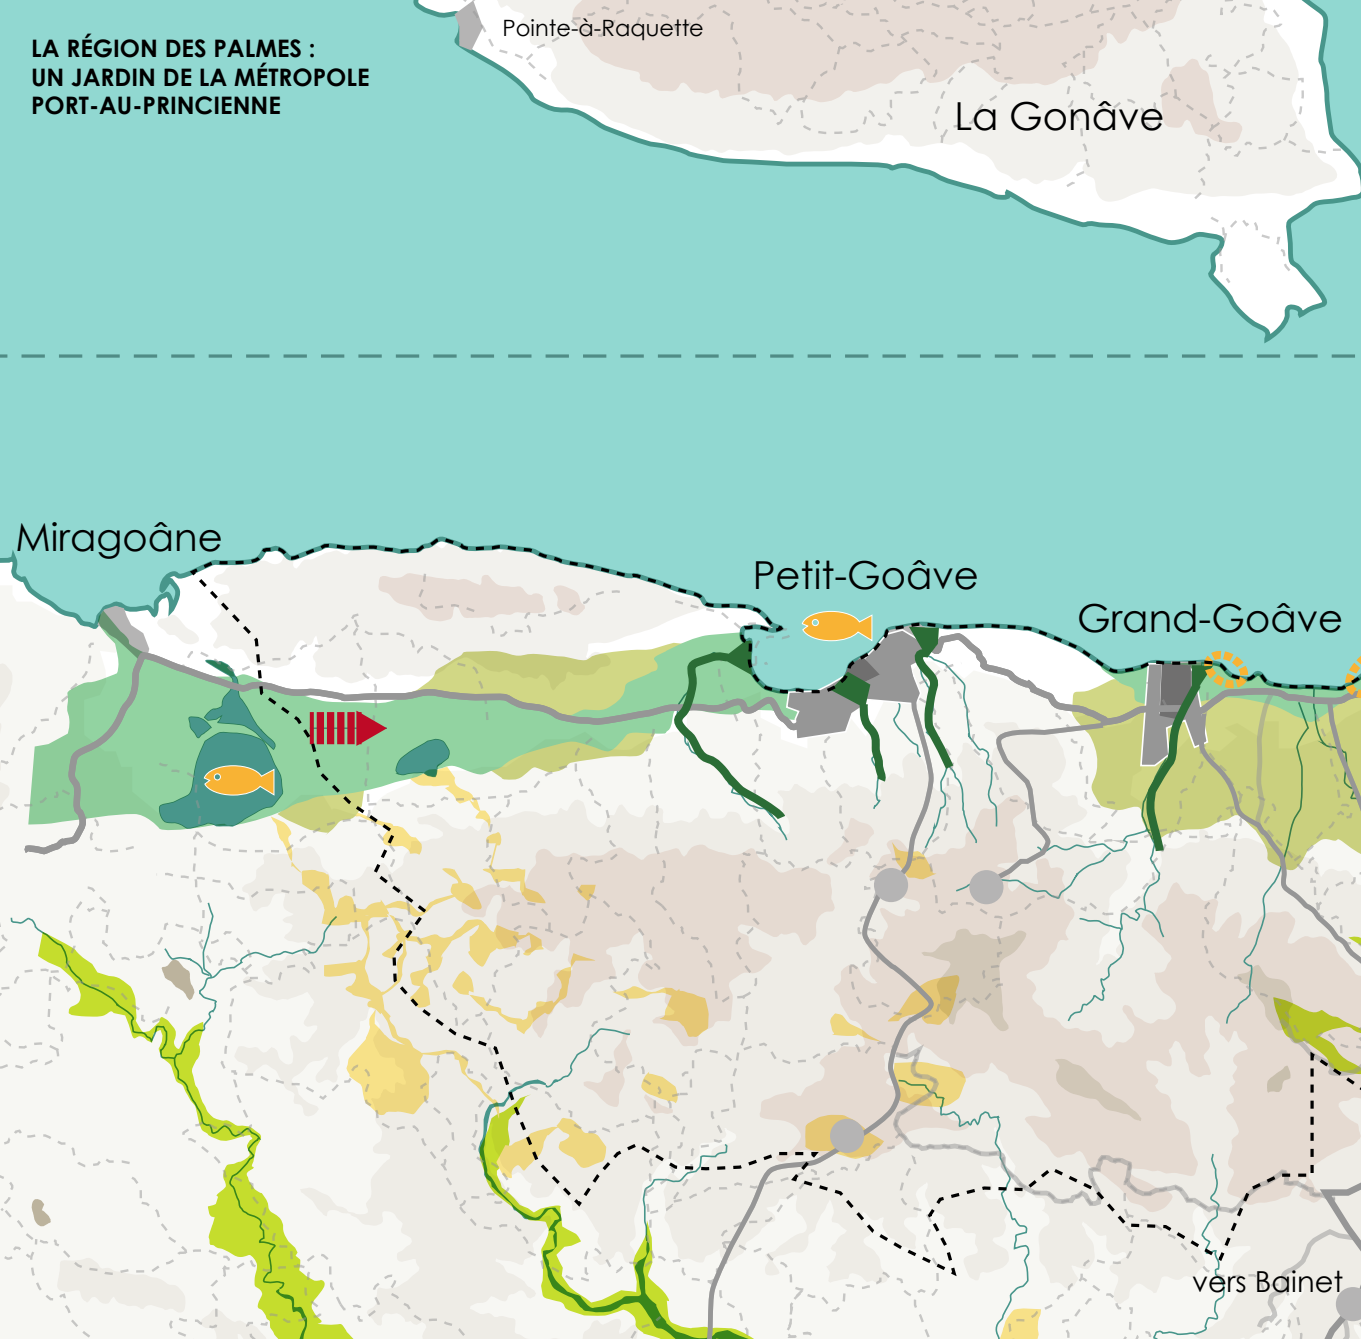 LA RÉGION DES PALMES :
UN JARDIN DE LA MÉTROPOLE
PORT-AU-PRINCIENNE
Pointe-à-Raquette
La Gonâve
Miragoâne
Petit-Goâve
Grand-Goâve
vers Bainet